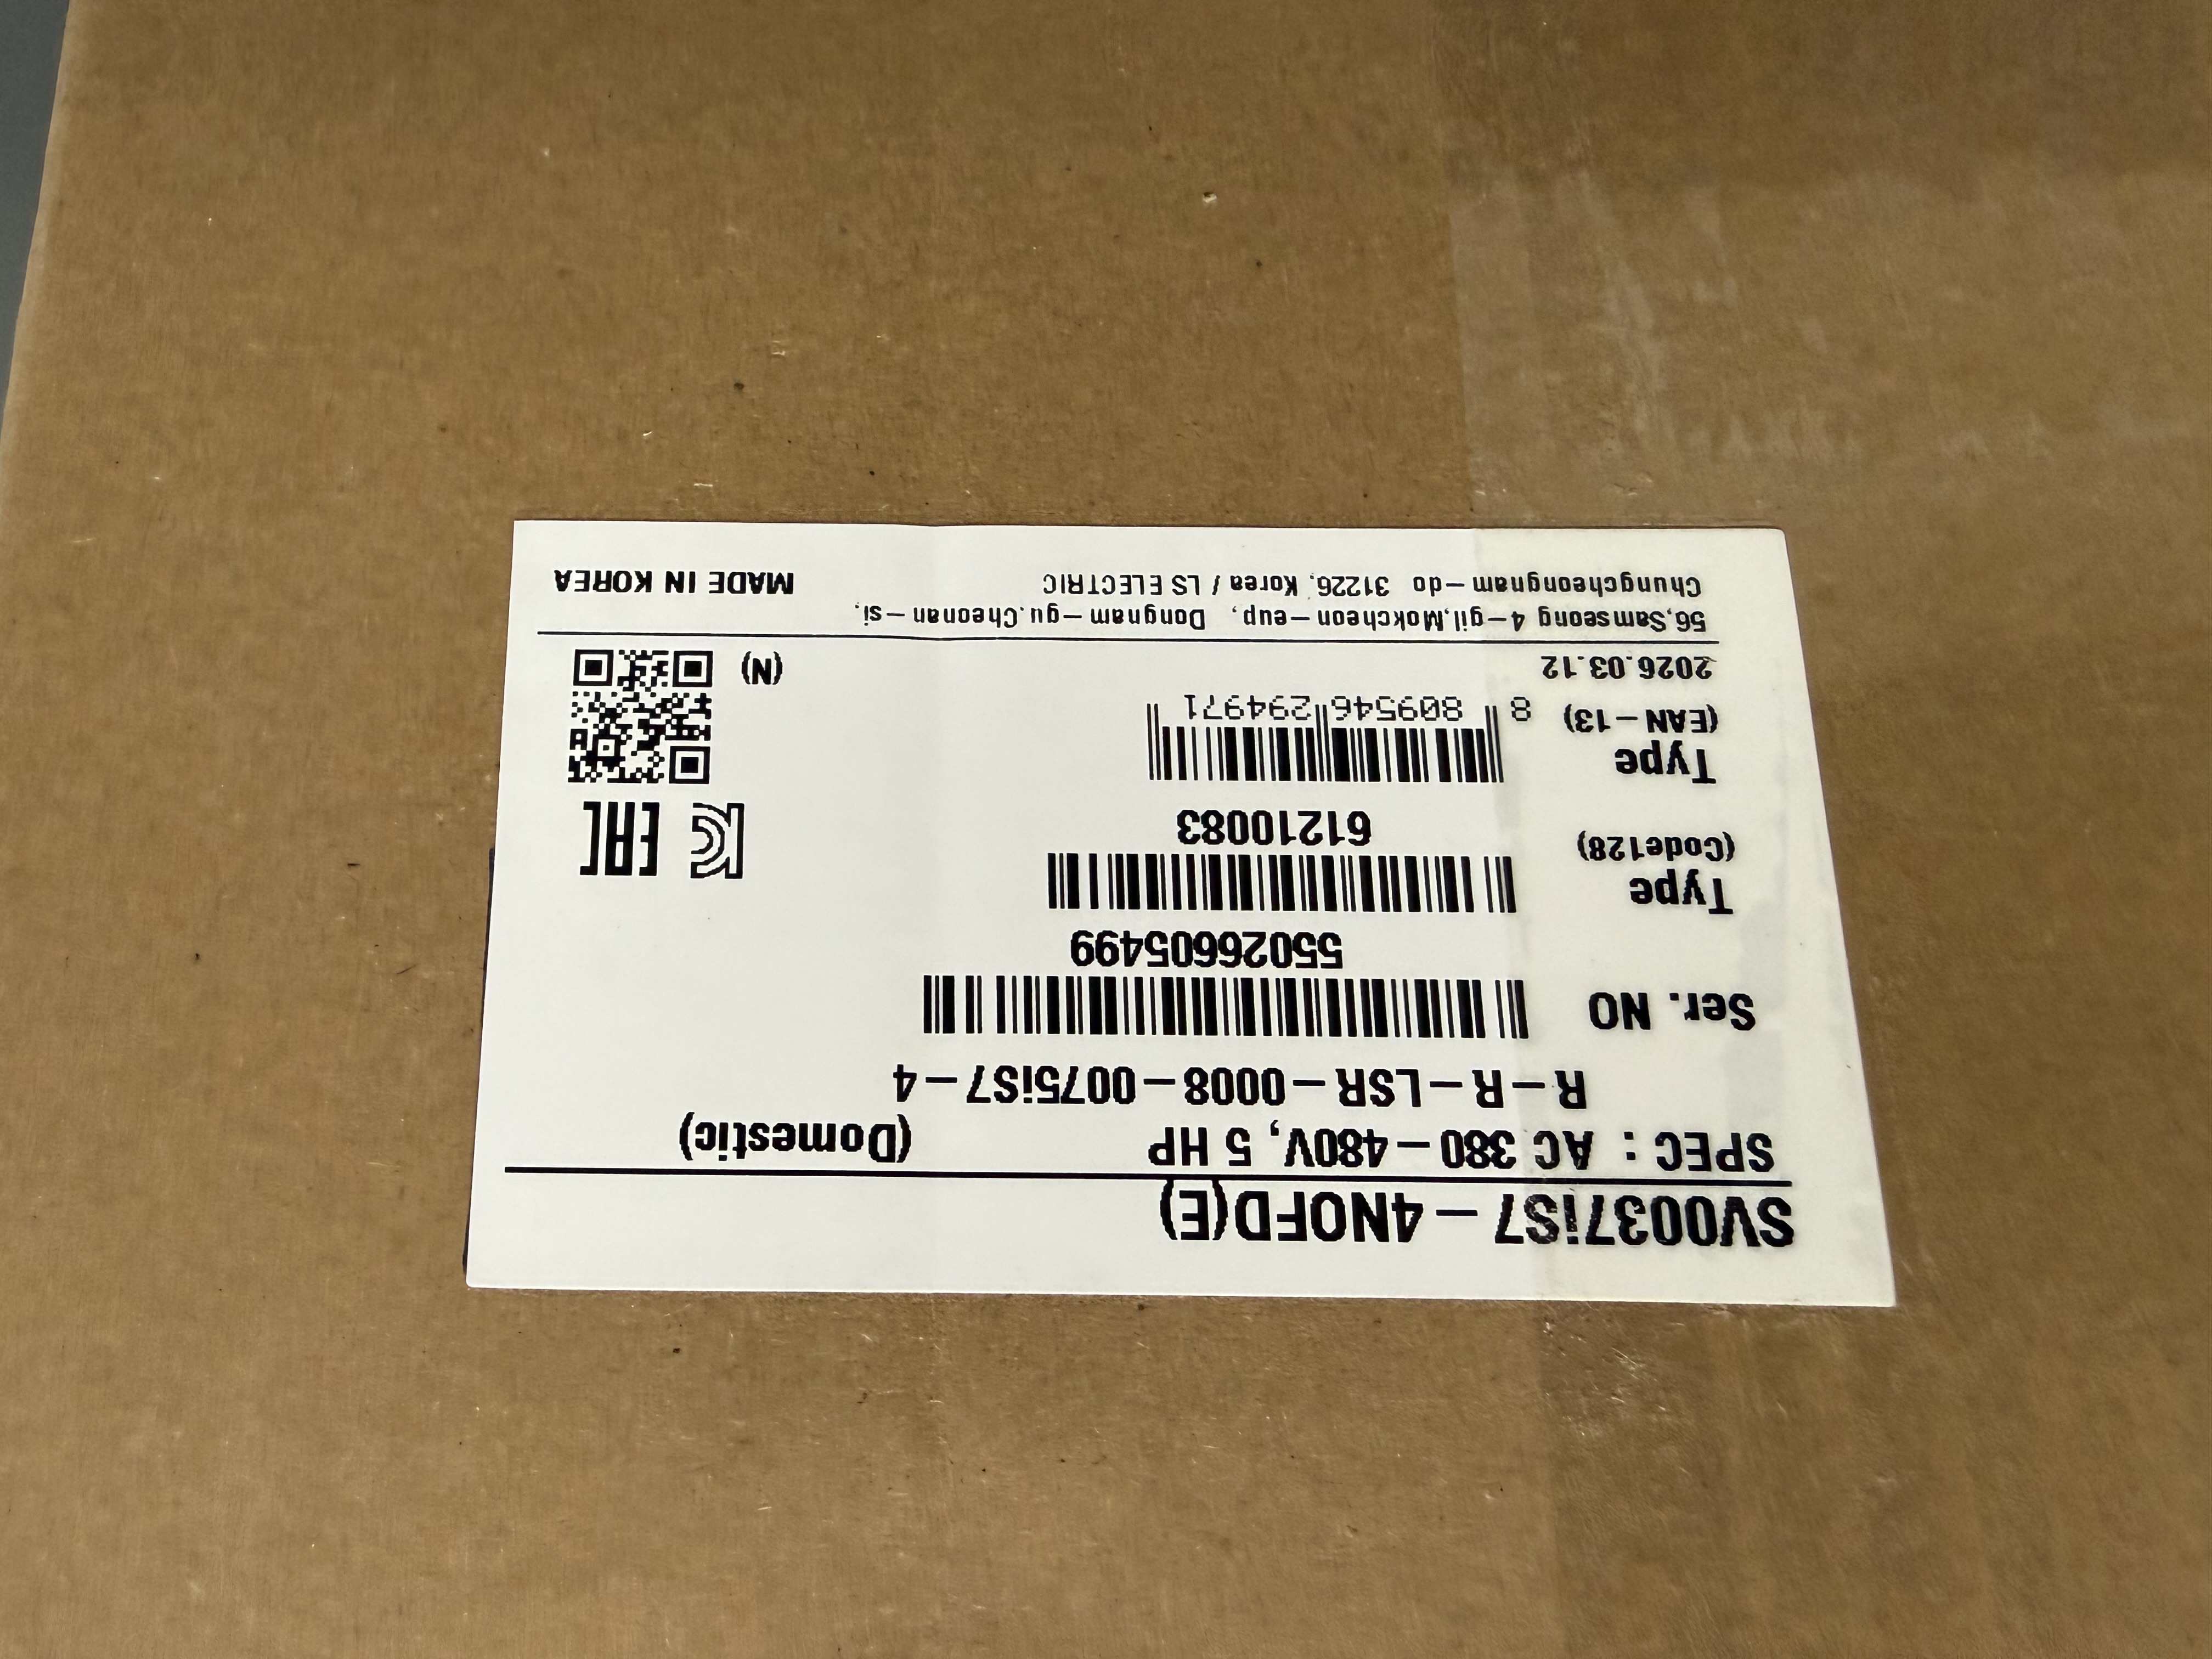 SV0037iS7-4NOFD(E)
SPEC : AC 380-480V, 5 HP (Domestic)
R-R-LSR-0008-0075iS7-4
Ser. NO
55026605499
Type
(Code128)
61210083
Type
(EAN-13)
8 809546 294971
2026.03.12
(N)
EAC
56,Samseong 4-gil,Mokcheon-eup, Dongnam-gu,Cheonan-si,
Chungcheongnam-do 31226, Korea / LS ELECTRIC
MADE IN KOREA